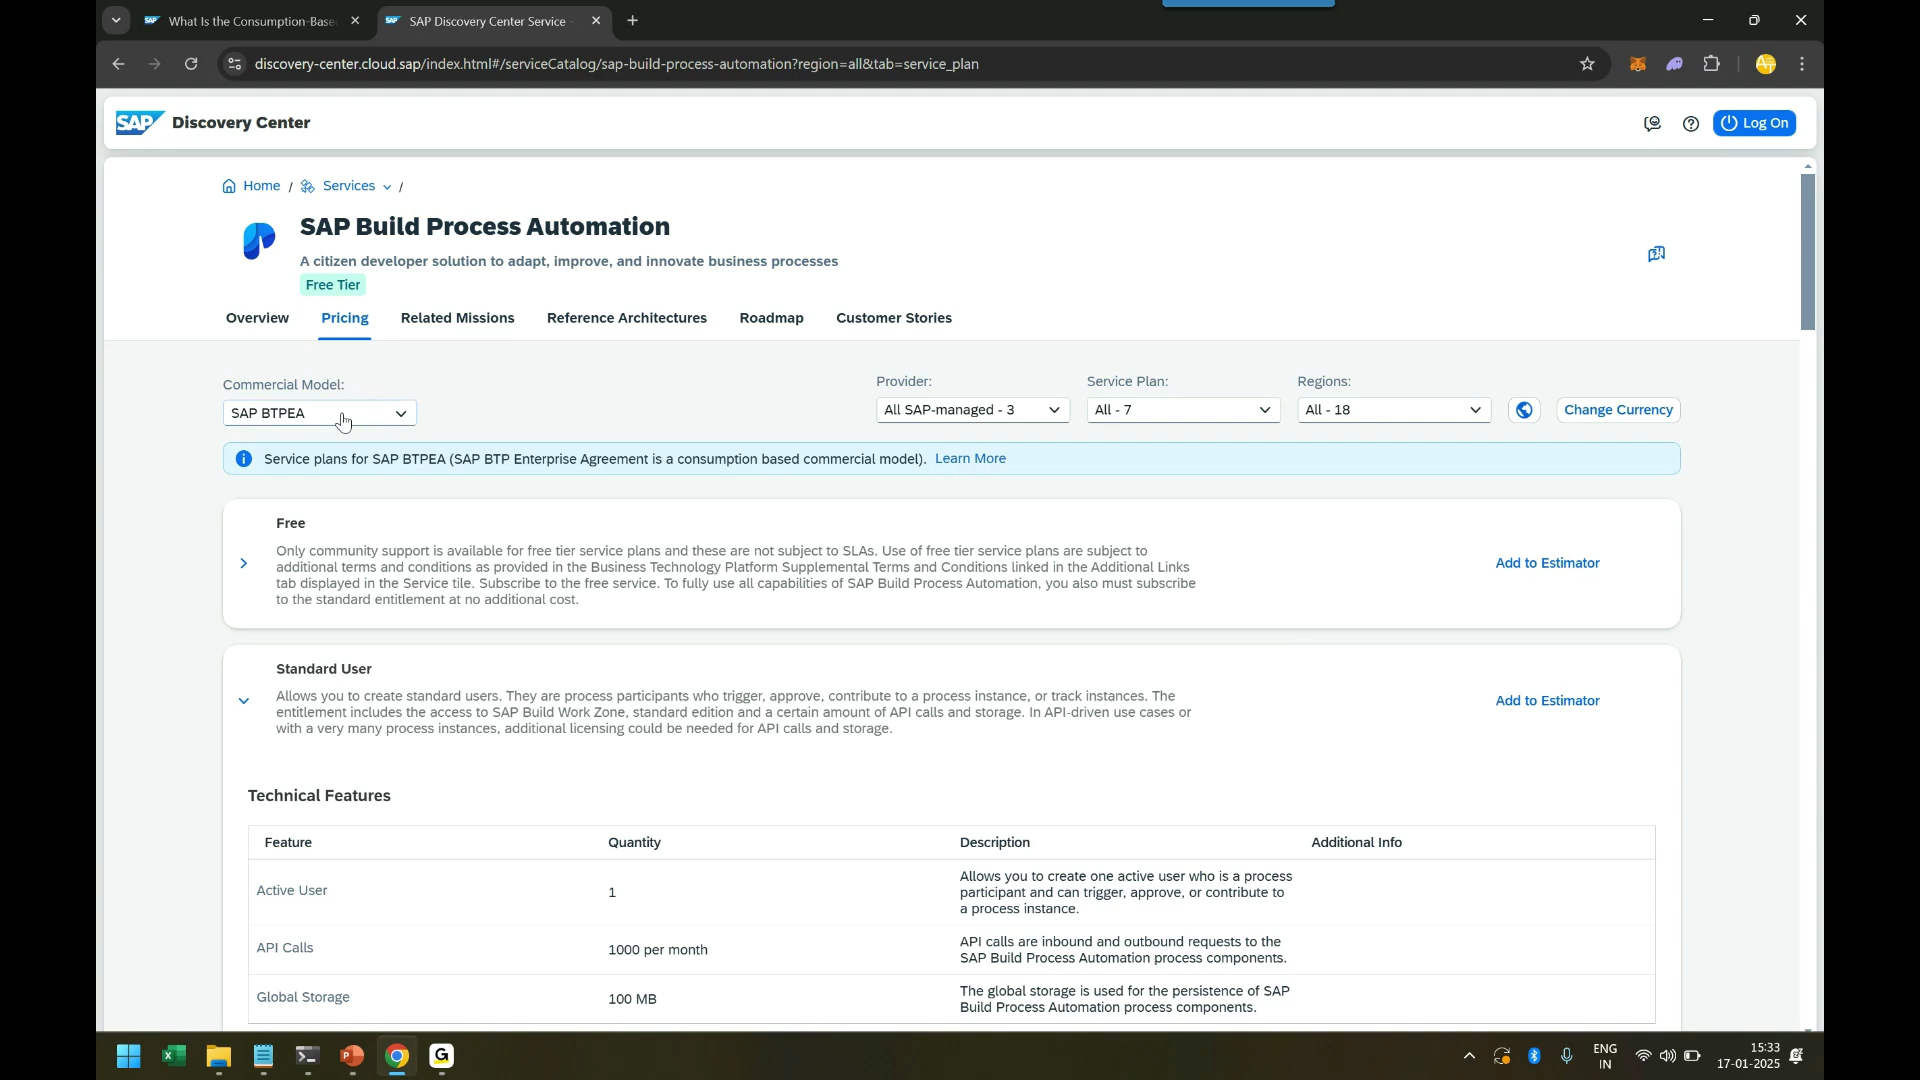 What Is the Consumption-Base
SAP Discovery Center Service -
discovery-center.cloud.sap/index.html#/serviceCatalog/sap-build-process-automation?region=all&tab=service_plan
SAP Discovery Center
Log On
Home / Services /
SAP Build Process Automation
A citizen developer solution to adapt, improve, and innovate business processes
Free Tier
Overview Pricing Related Missions Reference Architectures Roadmap Customer Stories
Commercial Model: Provider: Service Plan: Regions:
SAP BTPEA All SAP-managed - 3 All - 7 All - 18 Change Currency
Service plans for SAP BTPEA (SAP BTP Enterprise Agreement is a consumption based commercial model). Learn More
Free
Only community support is available for free tier service plans and these are not subject to SLAs. Use of free tier service plans are subject to
additional terms and conditions as provided in the Business Technology Platform Supplemental Terms and Conditions linked in the Additional Links
tab displayed in the Service tile. Subscribe to the free service. To fully use all capabilities of SAP Build Process Automation, you also must subscribe
to the standard entitlement at no additional cost.
Add to Estimator
Standard User
Allows you to create standard users. They are process participants who trigger, approve, contribute to a process instance, or track instances. The
entitlement includes the access to SAP Build Work Zone, standard edition and a certain amount of API calls and storage. In API-driven use cases or
with a very many process instances, additional licensing could be needed for API calls and storage.
Add to Estimator
Technical Features
Feature Quantity Description Additional Info
Active User 1 Allows you to create one active user who is a process
participant and can trigger, approve, or contribute to
a process instance.
API Calls 1000 per month API calls are inbound and outbound requests to the
SAP Build Process Automation process components.
Global Storage 100 MB The global storage is used for the persistence of SAP
Build Process Automation process components.
ENG
IN
15:33
17-01-2025